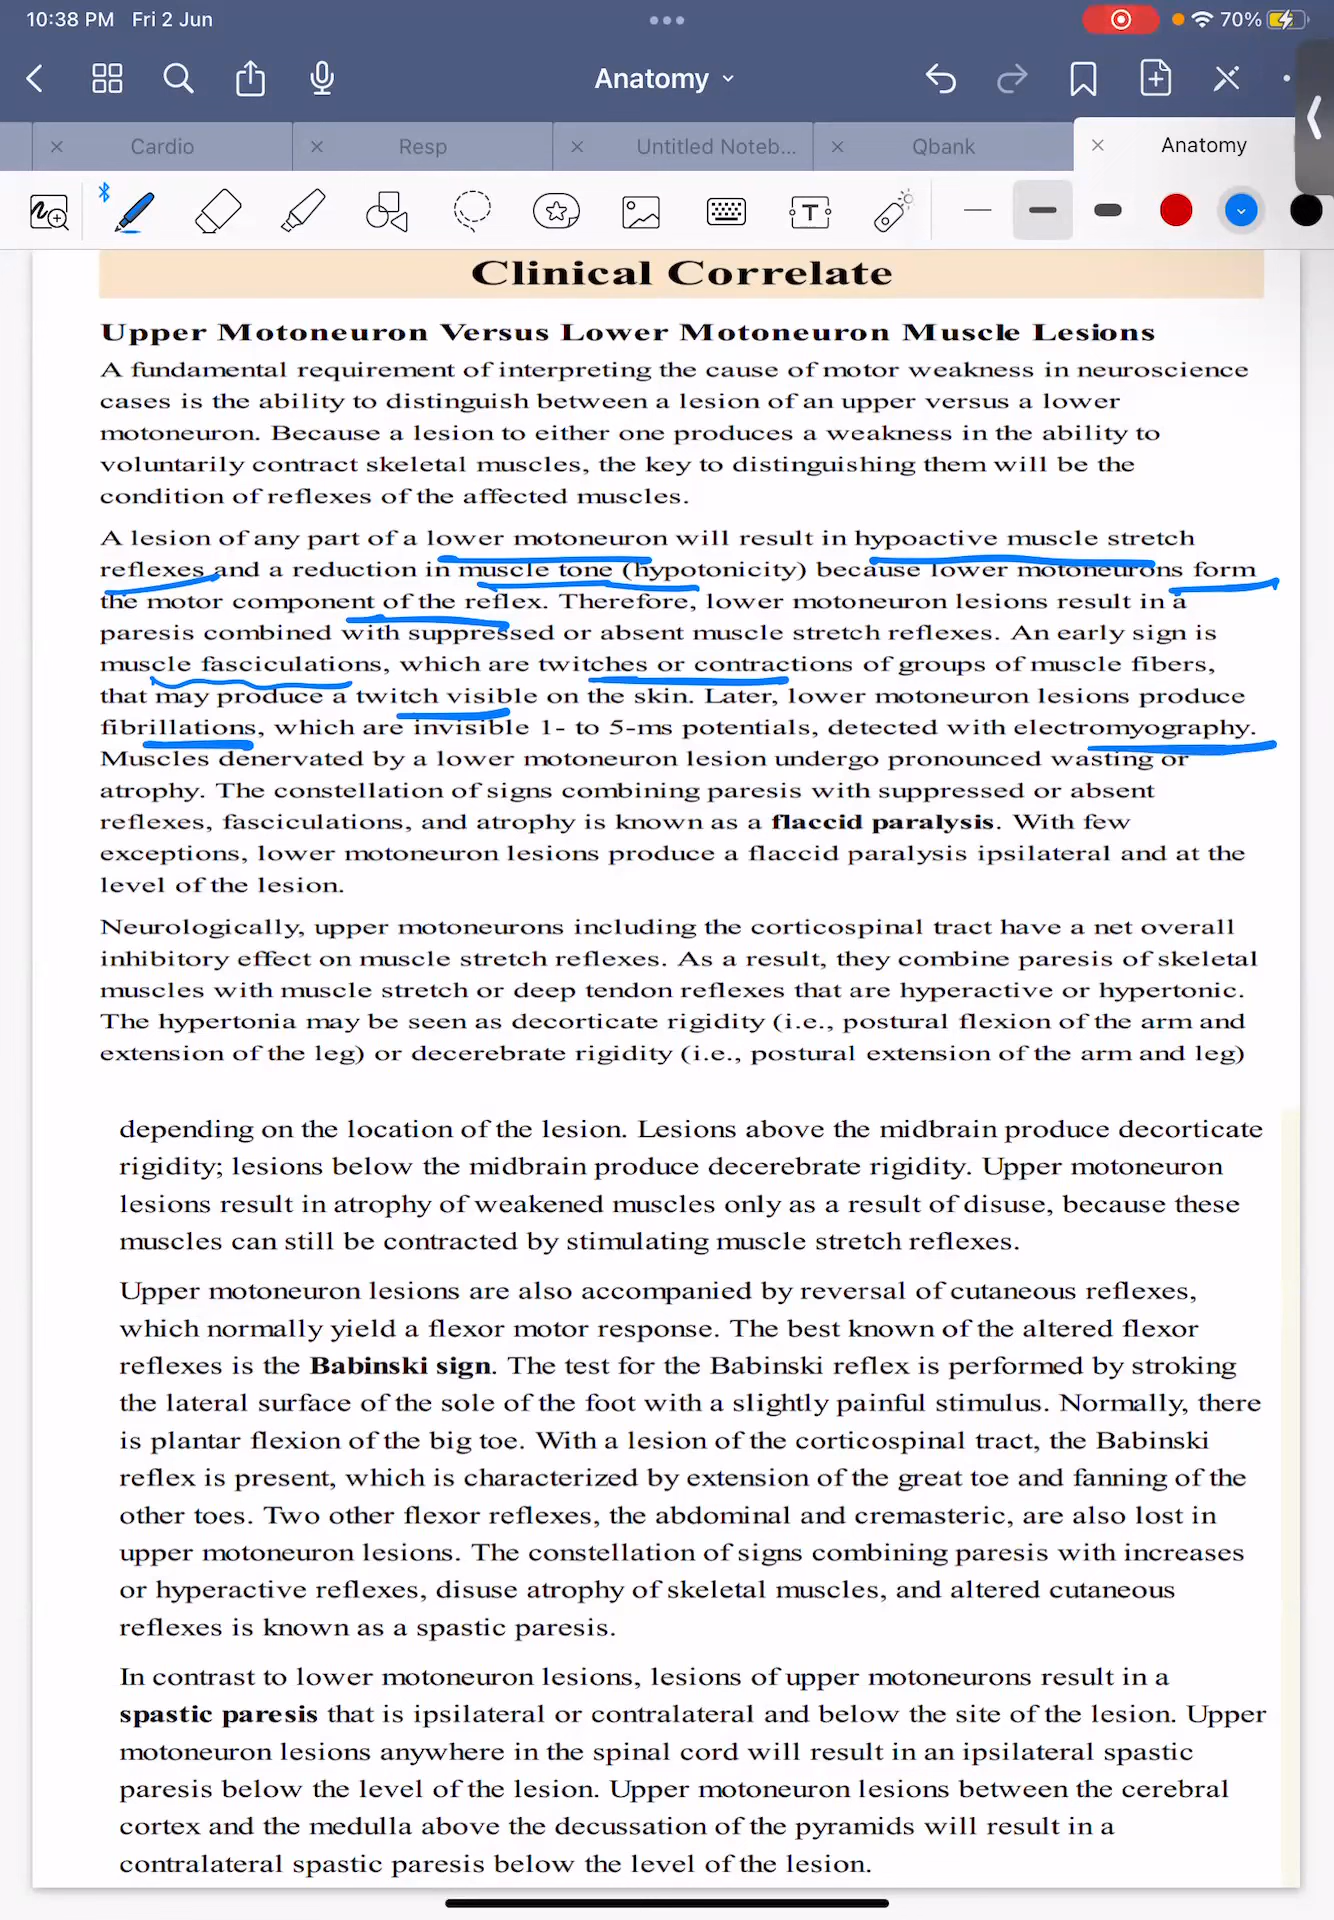 10:38 PM Fri 2 Jun
70%
Anatomy
Cardio
Resp
Untitled Noteb...
Qbank
Anatomy
T
Clinical Correlate
Upper Motoneuron Versus Lower Motoneuron Muscle Lesions
A fundamental requirement of interpreting the cause of motor weakness in neuroscience
cases is the ability to distinguish between a lesion of an upper versus a lower
motoneuron. Because a lesion to either one produces a weakness in the ability to
voluntarily contract skeletal muscles, the key to distinguishing them will be the
condition of reflexes of the affected muscles.
A lesion of any part of a lower motoneuron will result in hypoactive muscle stretch
reflexes and a reduction in muscle tone (hypotonicity) because lower motoneurons form
the motor component of the reflex. Therefore, lower motoneuron lesions result in a
paresis combined with suppressed or absent muscle stretch reflexes. An early sign is
muscle fasciculations, which are twitches or contractions of groups of muscle fibers,
that may produce a twitch visible on the skin. Later, lower motoneuron lesions produce
fibrillations, which are invisible 1- to 5-ms potentials, detected with electromyography.
Muscles denervated by a lower motoneuron lesion undergo pronounced wasting or
atrophy. The constellation of signs combining paresis with suppressed or absent
reflexes, fasciculations, and atrophy is known as a flaccid paralysis. With few
exceptions, lower motoneuron lesions produce a flaccid paralysis ipsilateral and at the
level of the lesion.
Neurologically, upper motoneurons including the corticospinal tract have a net overall
inhibitory effect on muscle stretch reflexes. As a result, they combine paresis of skeletal
muscles with muscle stretch or deep tendon reflexes that are hyperactive or hypertonic.
The hypertonia may be seen as decorticate rigidity (i.e., postural flexion of the arm and
extension of the leg) or decerebrate rigidity (i.e., postural extension of the arm and leg)
depending on the location of the lesion. Lesions above the midbrain produce decorticate
rigidity; lesions below the midbrain produce decerebrate rigidity. Upper motoneuron
lesions result in atrophy of weakened muscles only as a result of disuse, because these
muscles can still be contracted by stimulating muscle stretch reflexes.
Upper motoneuron lesions are also accompanied by reversal of cutaneous reflexes,
which normally yield a flexor motor response. The best known of the altered flexor
reflexes is the Babinski sign. The test for the Babinski reflex is performed by stroking
the lateral surface of the sole of the foot with a slightly painful stimulus. Normally, there
is plantar flexion of the big toe. With a lesion of the corticospinal tract, the Babinski
reflex is present, which is characterized by extension of the great toe and fanning of the
other toes. Two other flexor reflexes, the abdominal and cremasteric, are also lost in
upper motoneuron lesions. The constellation of signs combining paresis with increases
or hyperactive reflexes, disuse atrophy of skeletal muscles, and altered cutaneous
reflexes is known as a spastic paresis.
In contrast to lower motoneuron lesions, lesions of upper motoneurons result in a
spastic paresis that is ipsilateral or contralateral and below the site of the lesion. Upper
motoneuron lesions anywhere in the spinal cord will result in an ipsilateral spastic
paresis below the level of the lesion. Upper motoneuron lesions between the cerebral
cortex and the medulla above the decussation of the pyramids will result in a
contralateral spastic paresis below the level of the lesion.